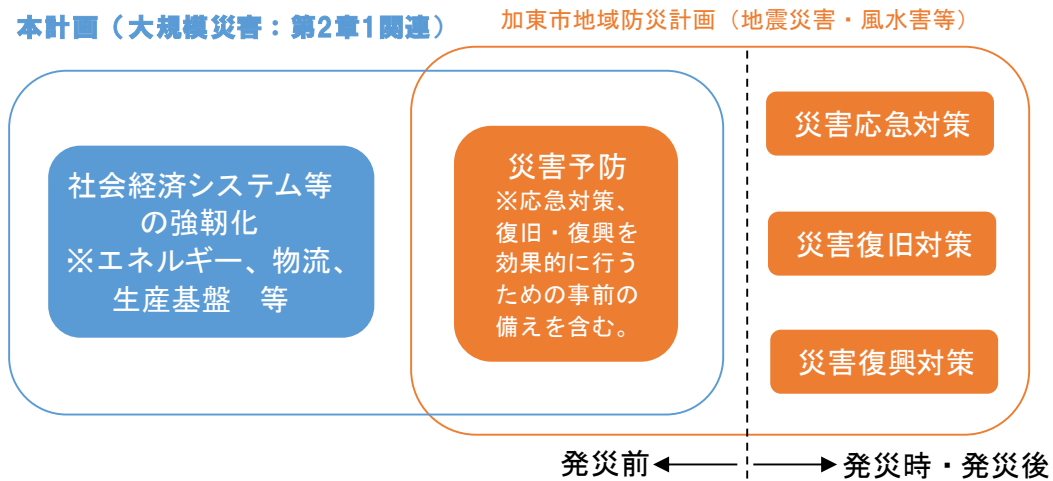 本計画（大規模災害：第2章1関連）
加東市地域防災計画（地震災害・風水害等）
社会経済システム等
の強靭化
※エネルギー、物流、
生産基盤　等
災害予防
※応急対策、
復旧・復興を
効果的に行う
ための事前の
備えを含む。
災害応急対策
災害復旧対策
災害復興対策
発災前
発災時・発災後